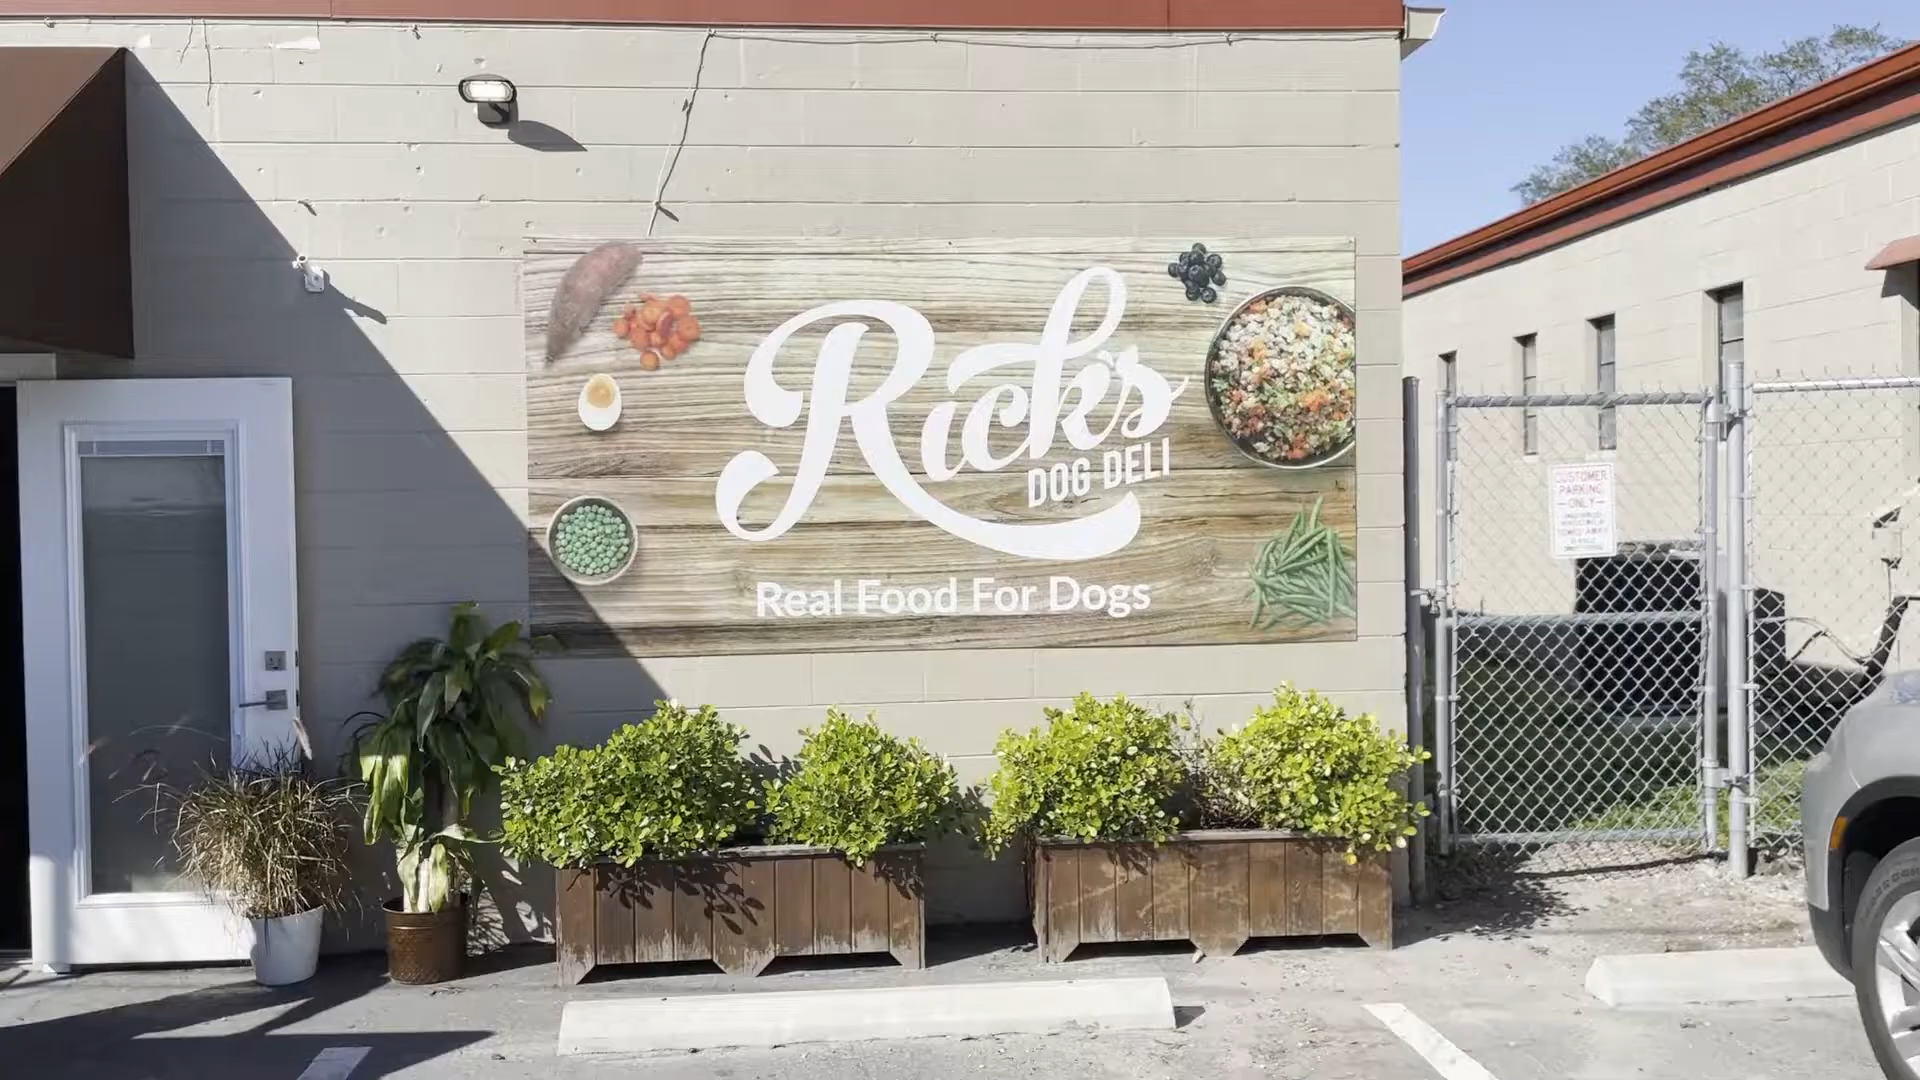 Rick's
DOG DELI
Real Food For Dogs
CUSTOMER
PARKING
ONLY